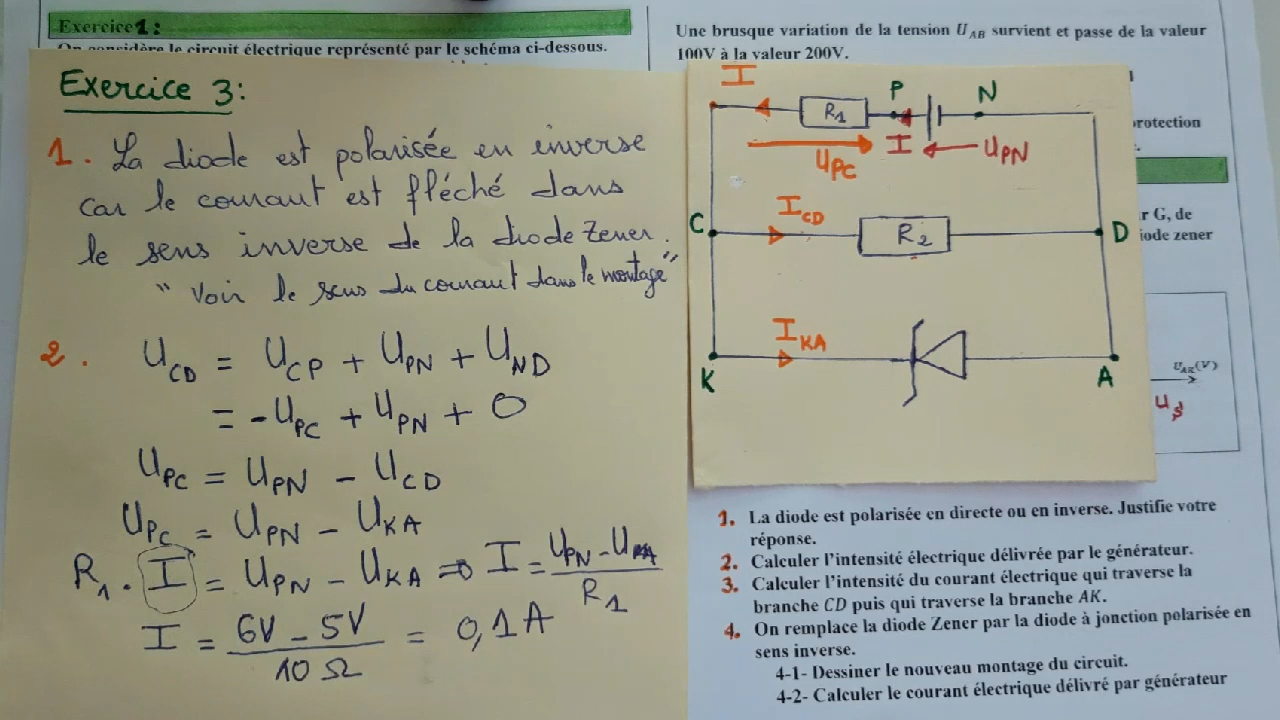 Exercice1:
On considère le circuit électrique représenté par le schéma ci-dessous.
Une brusque variation de la tension U_AB survient et passe de la valeur
100V à la valeur 200V.
rotection
r G, de
iode zener
Exercice 3:
1. La diode est polarisée en inverse
car le courant est fléché dans
le sens inverse de la diode Zener.
"Voir le sens du courant dans le montage"
2. U_CD = U_CP + U_PN + U_ND
= -U_PC + U_PN + 0
U_PC = U_PN - U_CD
U_PC = U_PN - U_KA
R_1 . I = U_PN - U_KA => I = U_PN - U_KA / R_1
I = 6V - 5V / 10 Ω = 0,1A
I
R1
P
N
U_PC
I
U_PN
C
I_CD
R2
D
I_KA
K
A
U_AK(V)
U_z
1. La diode est polarisée en directe ou en inverse. Justifie votre
réponse.
2. Calculer l'intensité électrique délivrée par le générateur.
3. Calculer l'intensité du courant électrique qui traverse la
branche CD puis qui traverse la branche AK.
4. On remplace la diode Zener par la diode à jonction polarisée en
sens inverse.
4-1- Dessiner le nouveau montage du circuit.
4-2- Calculer le courant électrique délivré par générateur